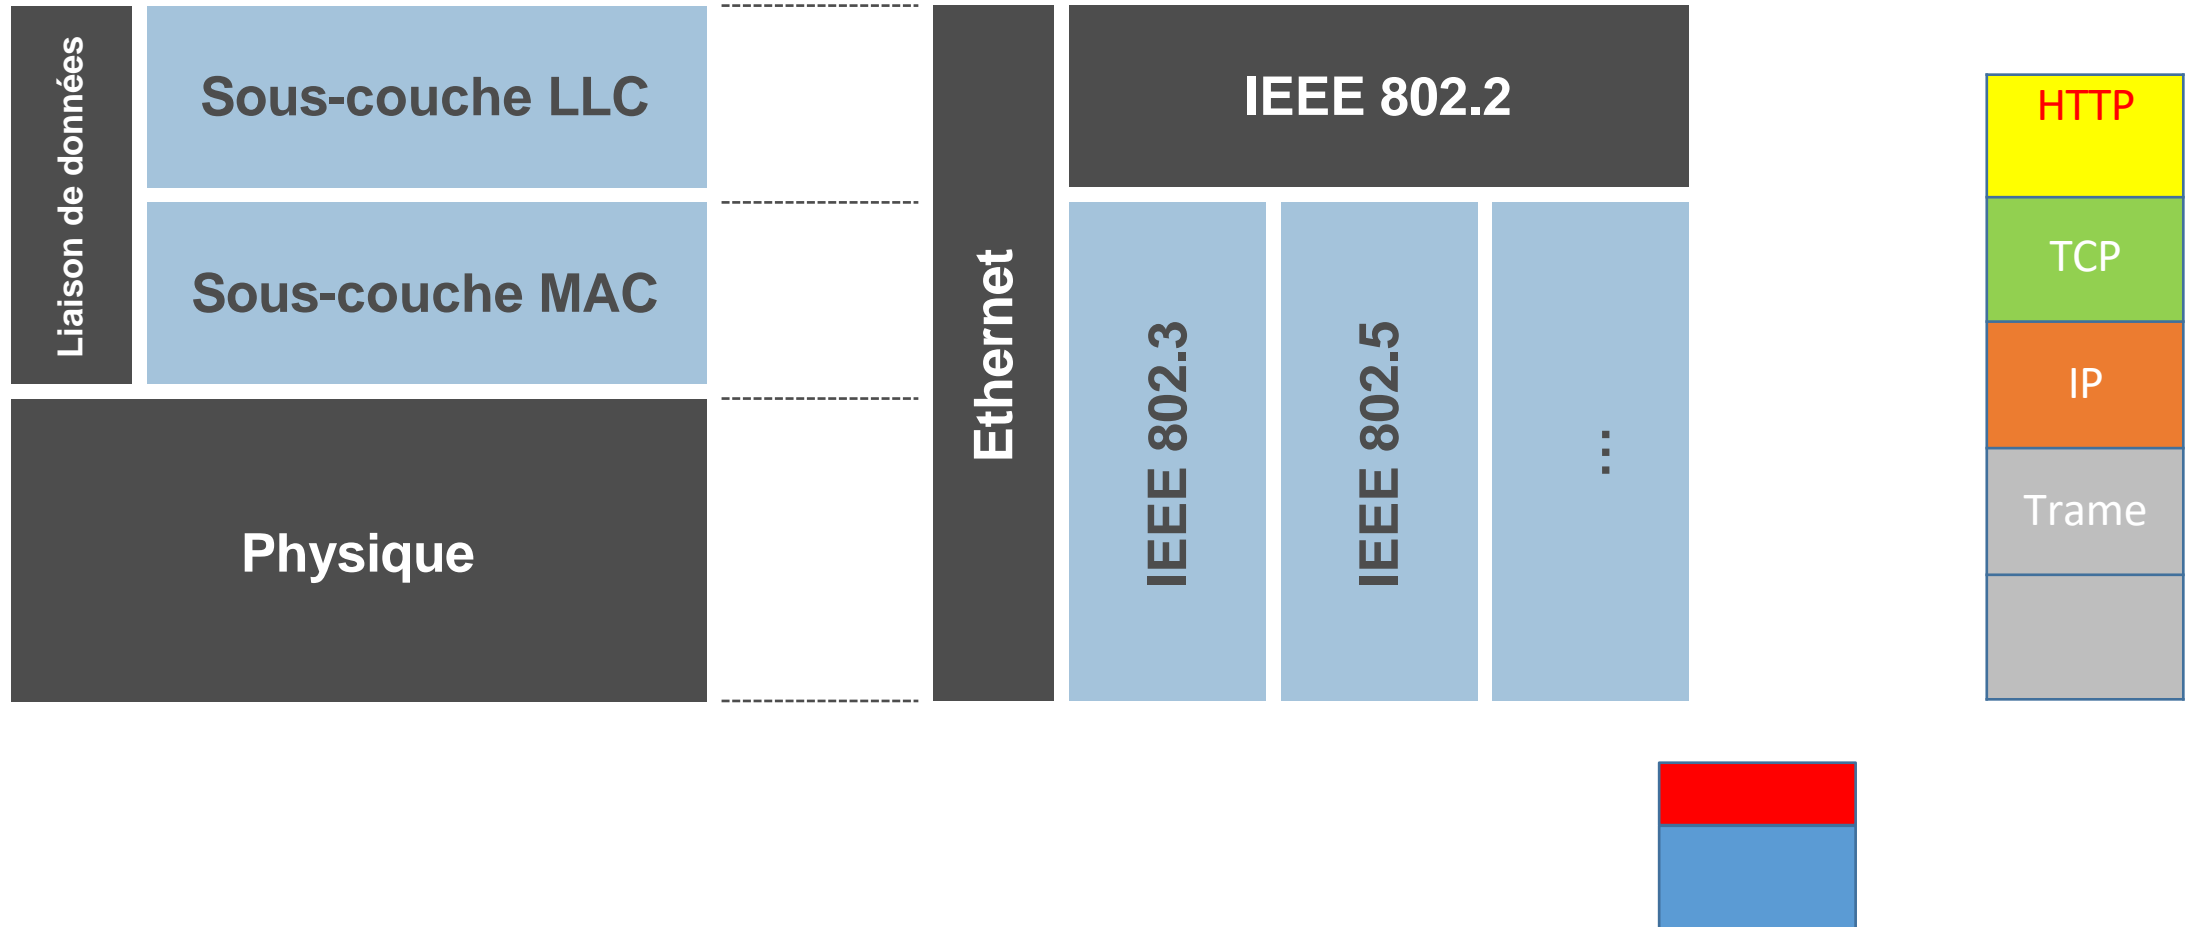 Liaison de données
Sous-couche LLC
Sous-couche MAC
Physique
Ethernet
IEEE 802.2
IEEE 802.3
IEEE 802.5
...
HTTP
TCP
IP
Trame